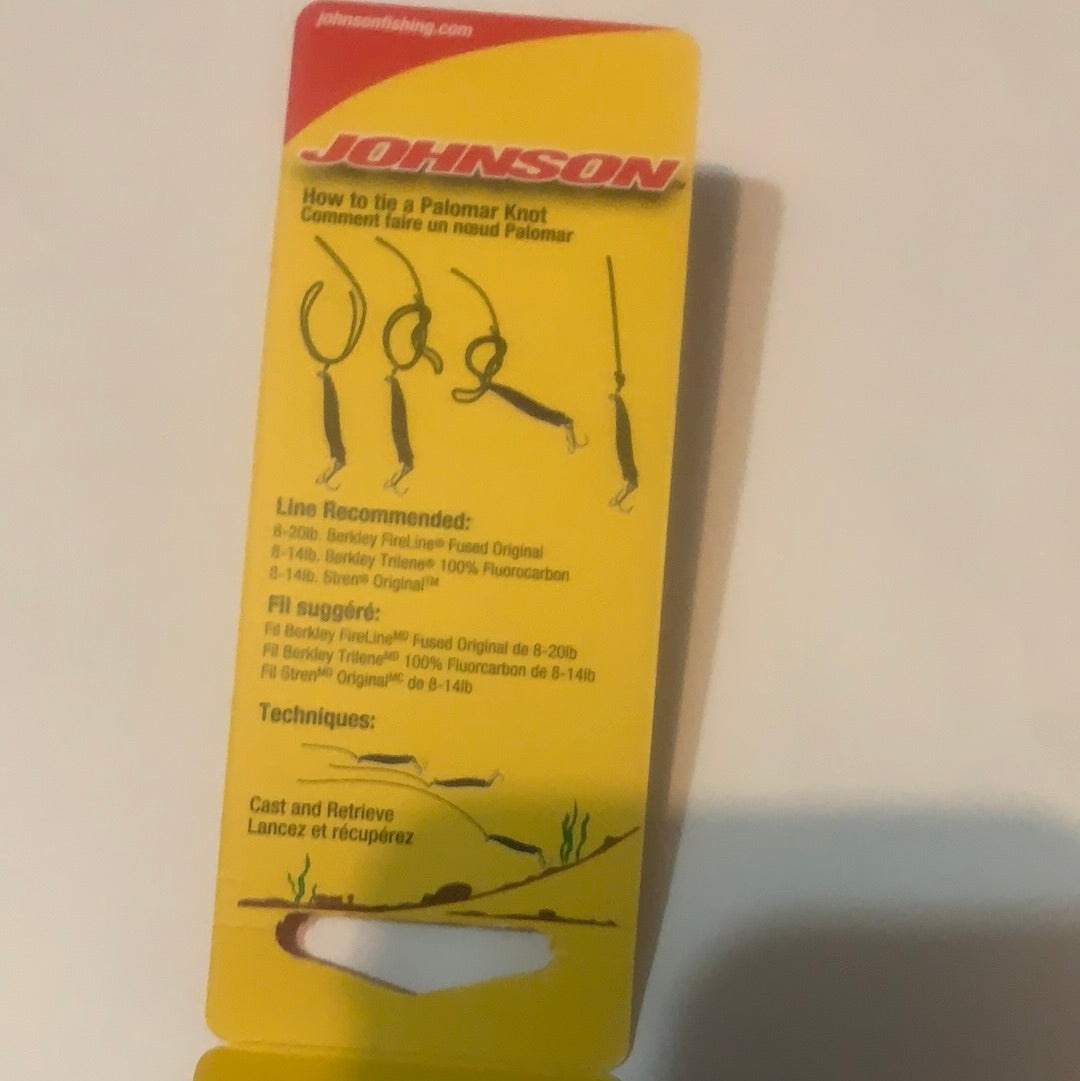 johnsonfishing.com
JOHNSON™
How to tie a Palomar Knot
Comment faire un nœud Palomar
Line Recommended:
8-20lb. Berkley FireLine® Fused Original
8-14lb. Berkley Trilene® 100% Fluorocarbon
8-14lb. Stren® Original™
Fil suggéré:
Fil Berkley FireLineᴹᴰ Fused Original de 8-20lb
Fil Berkley Trileneᴹᴰ 100% Fluorcarbon de 8-14lb
Fil Strenᴹᴰ Originalᴹᶜ de 8-14lb
Techniques:
Cast and Retrieve
Lancez et récupérez